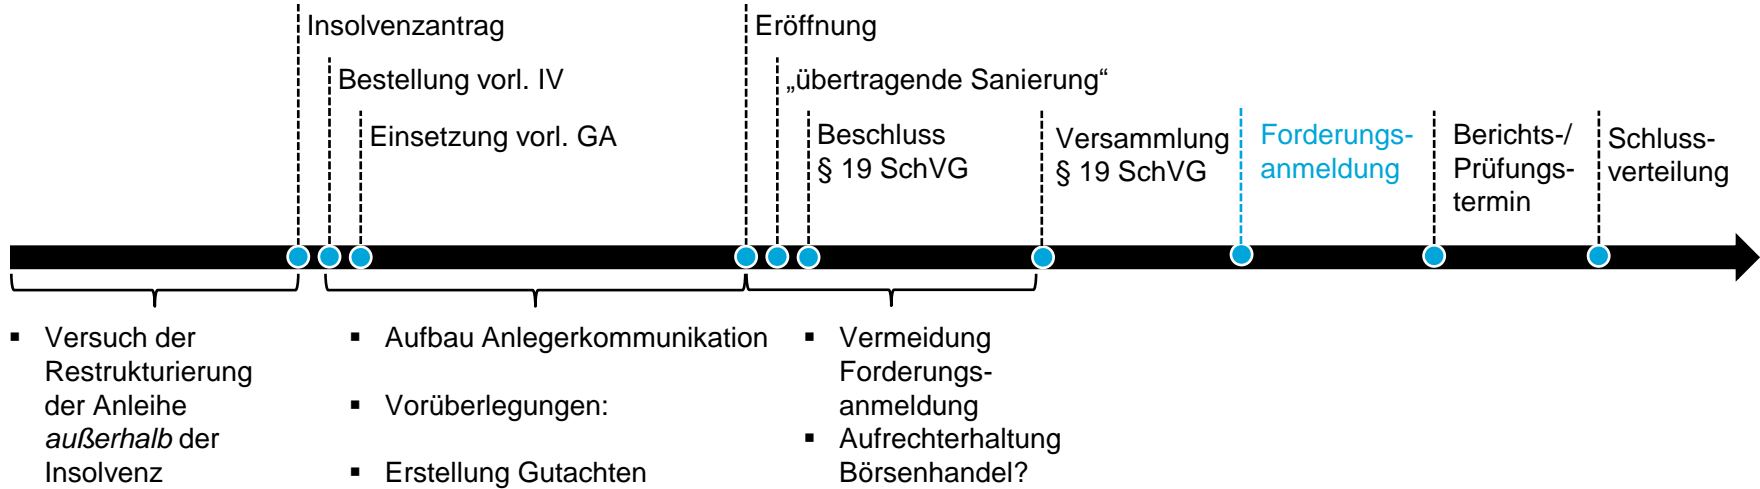 Insolvenzantrag
Bestellung vorl. IV
Einsetzung vorl. GA
Eröffnung
„übertragende Sanierung“
Beschluss
§ 19 SchVG
Versammlung
§ 19 SchVG
Forderungs-
anmeldung
Berichts-/
Prüfungs-
termin
Schluss-
verteilung
▪ Versuch der
Restrukturierung
der Anleihe
außerhalb der
Insolvenz
▪ Aufbau Anlegerkommunikation
▪ Vorüberlegungen:
▪ Erstellung Gutachten
▪ Vermeidung
Forderungs-
anmeldung
▪ Aufrechterhaltung
Börsenhandel?